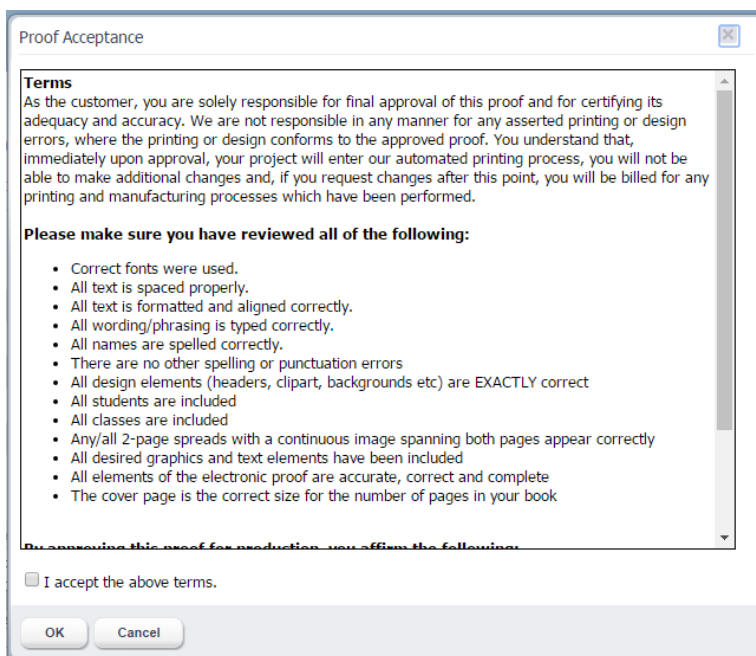 Proof Acceptance
Terms
As the customer, you are solely responsible for final approval of this proof and for certifying its
adequacy and accuracy. We are not responsible in any manner for any asserted printing or design
errors, where the printing or design conforms to the approved proof. You understand that,
immediately upon approval, your project will enter our automated printing process, you will not be
able to make additional changes and, if you request changes after this point, you will be billed for any
printing and manufacturing processes which have been performed.
Please make sure you have reviewed all of the following:
• Correct fonts were used.
• All text is spaced properly.
• All text is formatted and aligned correctly.
• All wording/phrasing is typed correctly.
• All names are spelled correctly.
• There are no other spelling or punctuation errors
• All design elements (headers, clipart, backgrounds etc) are EXACTLY correct
• All students are included
• All classes are included
• Any/all 2-page spreads with a continuous image spanning both pages appear correctly
• All desired graphics and text elements have been included
• All elements of the electronic proof are accurate, correct and complete
• The cover page is the correct size for the number of pages in your book
By approving this proof for production, you affirm the following:
I accept the above terms.
OK Cancel